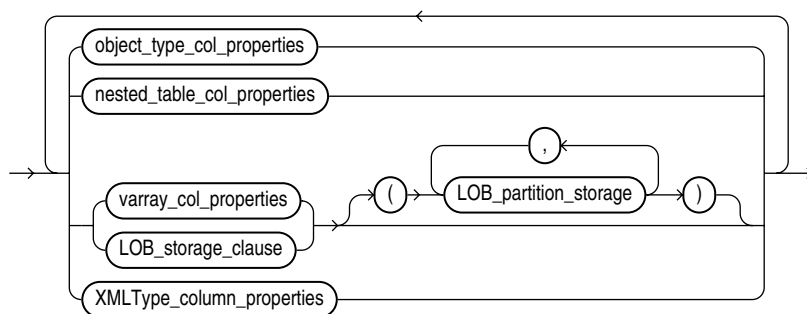 object_type_col_properties
nested_table_col_properties
,
varray_col_properties
( LOB_partition_storage )
LOB_storage_clause
XMLType_column_properties